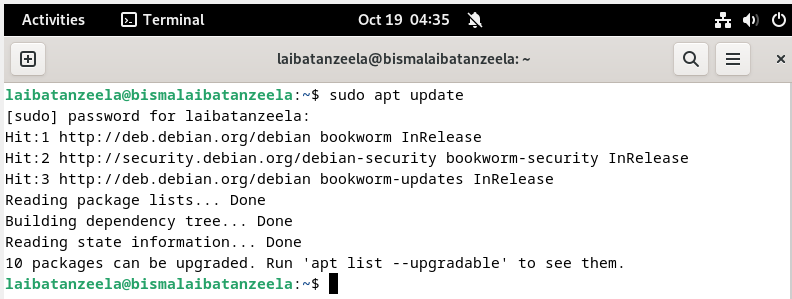 Activities Terminal Oct 19 04:35
laibatanzeela@bismalaibatanzeela: ~
laibatanzeela@bismalaibatanzeela:~$ sudo apt update
[sudo] password for laibatanzeela:
Hit:1 http://deb.debian.org/debian bookworm InRelease
Hit:2 http://security.debian.org/debian-security bookworm-security InRelease
Hit:3 http://deb.debian.org/debian bookworm-updates InRelease
Reading package lists... Done
Building dependency tree... Done
Reading state information... Done
10 packages can be upgraded. Run 'apt list --upgradable' to see them.
laibatanzeela@bismalaibatanzeela:~$